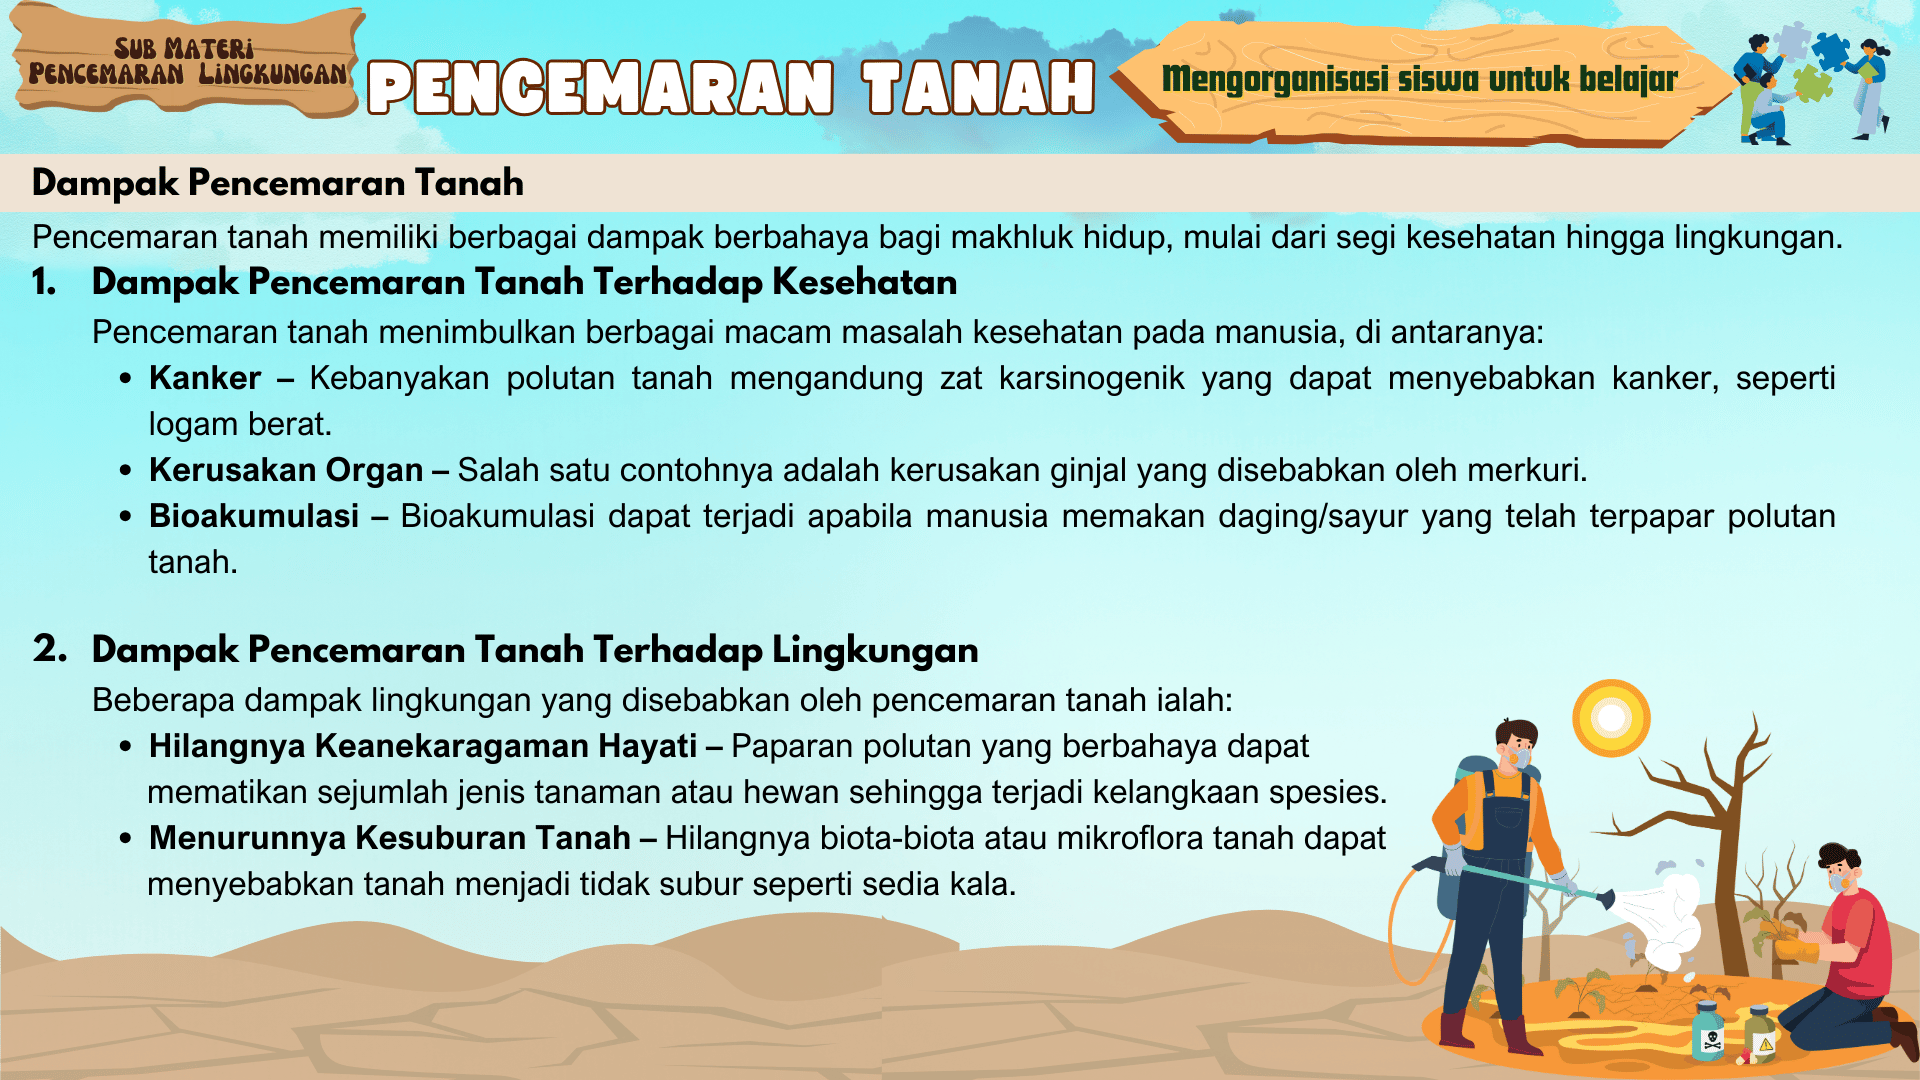 Sub Materi
Pencemaran Lingkungan
PENCEMARAN TANAH
Mengorganisasi siswa untuk belajar
Dampak Pencemaran Tanah
Pencemaran tanah memiliki berbagai dampak berbahaya bagi makhluk hidup, mulai dari segi kesehatan hingga lingkungan.
1. Dampak Pencemaran Tanah Terhadap Kesehatan
Pencemaran tanah menimbulkan berbagai macam masalah kesehatan pada manusia, di antaranya:
• Kanker – Kebanyakan polutan tanah mengandung zat karsinogenik yang dapat menyebabkan kanker, seperti
logam berat.
• Kerusakan Organ – Salah satu contohnya adalah kerusakan ginjal yang disebabkan oleh merkuri.
• Bioakumulasi – Bioakumulasi dapat terjadi apabila manusia memakan daging/sayur yang telah terpapar polutan
tanah.
2. Dampak Pencemaran Tanah Terhadap Lingkungan
Beberapa dampak lingkungan yang disebabkan oleh pencemaran tanah ialah:
• Hilangnya Keanekaragaman Hayati – Paparan polutan yang berbahaya dapat
mematikan sejumlah jenis tanaman atau hewan sehingga terjadi kelangkaan spesies.
• Menurunnya Kesuburan Tanah – Hilangnya biota-biota atau mikroflora tanah dapat
menyebabkan tanah menjadi tidak subur seperti sedia kala.